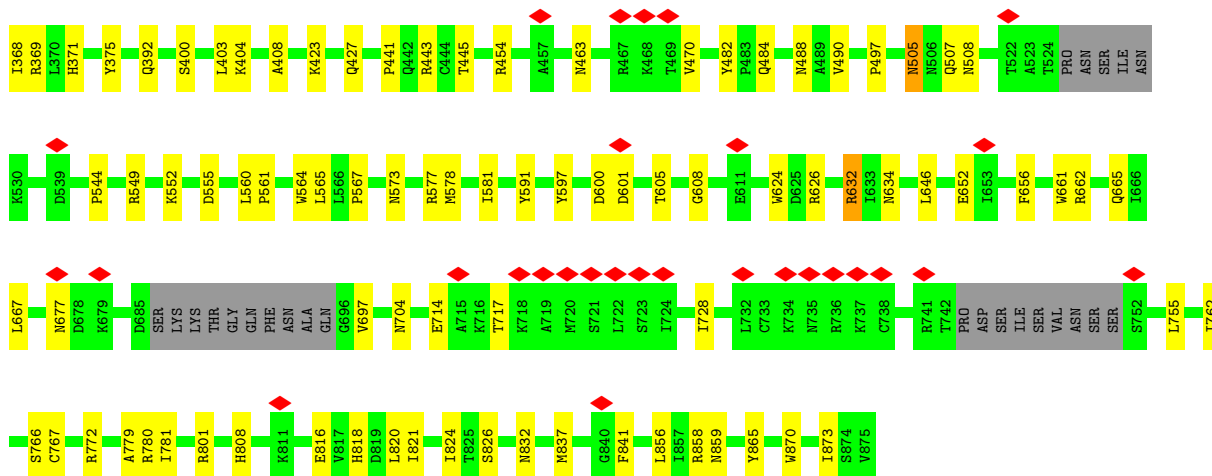 I368 R369 L370 H371 Y375 Q392 S400 L403 K404 A408 K423 Q427 P441 Q442 R443 C444 T445 R454 A457 N463 R467 K468 T469 V470 Y482 P483 Q484 N488 A489 V490 P497 N505 N506 Q507 N508 T522 A523 T524 PRO ASN SER ILE ASN
K530 D539 P544 R549 K552 D555 L560 P561 W564 L565 L566 P567 N573 R577 M578 I581 Y591 Y597 D600 D601 T605 G608 E611 W624 D625 R626 R632 I633 N634 L646 E652 I653 F656 W661 R662 Q665 I666
L667 N677 D678 K679 D685 SER LYS LYS THR GLY GLN PHE ASN ALA GLN G696 V697 N704 E714 A715 K716 T717 K718 A719 M720 S721 L722 S723 I724 I728 L732 C733 K734 N735 R736 K737 C738 R741 T742 PRO ASP SER ILE SER VAL ASN SER SER S752 L755 I762
S766 C767 R772 A779 R780 I781 R801 H808 K811 E816 V817 H818 D819 L820 I821 I824 T825 S826 N832 M837 G840 F841 L856 I857 R858 N859 Y865 W870 I873 S874 V875